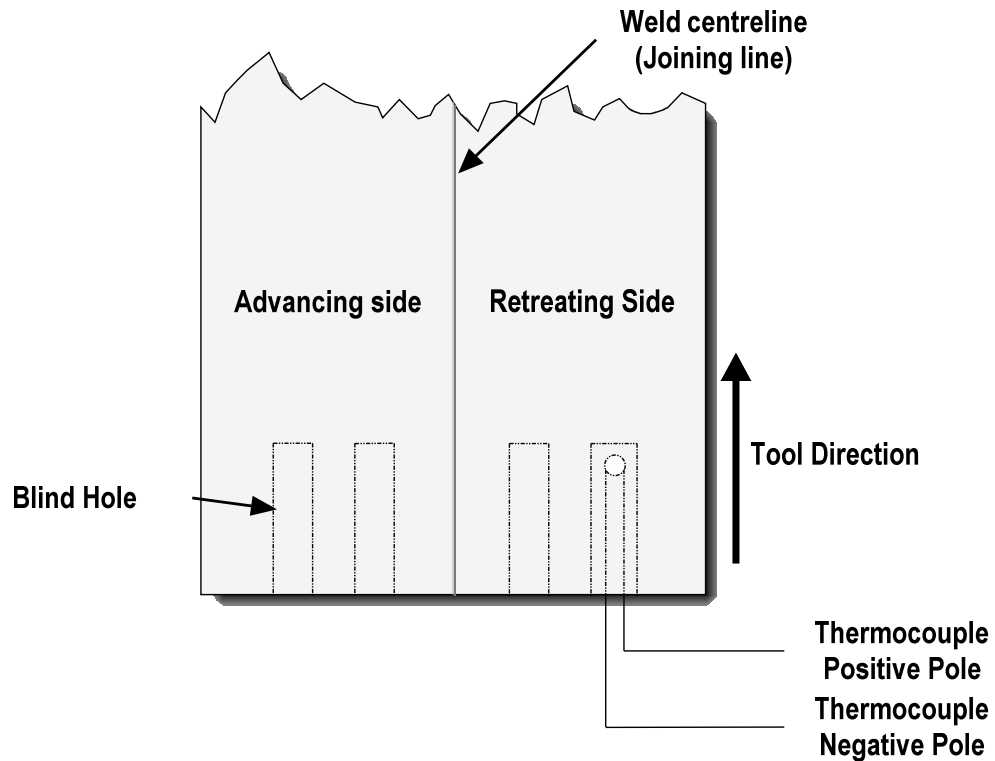 Weld centreline
(Joining line)
Advancing side
Retreating Side
Tool Direction
Blind Hole
Thermocouple
Positive Pole
Thermocouple
Negative Pole